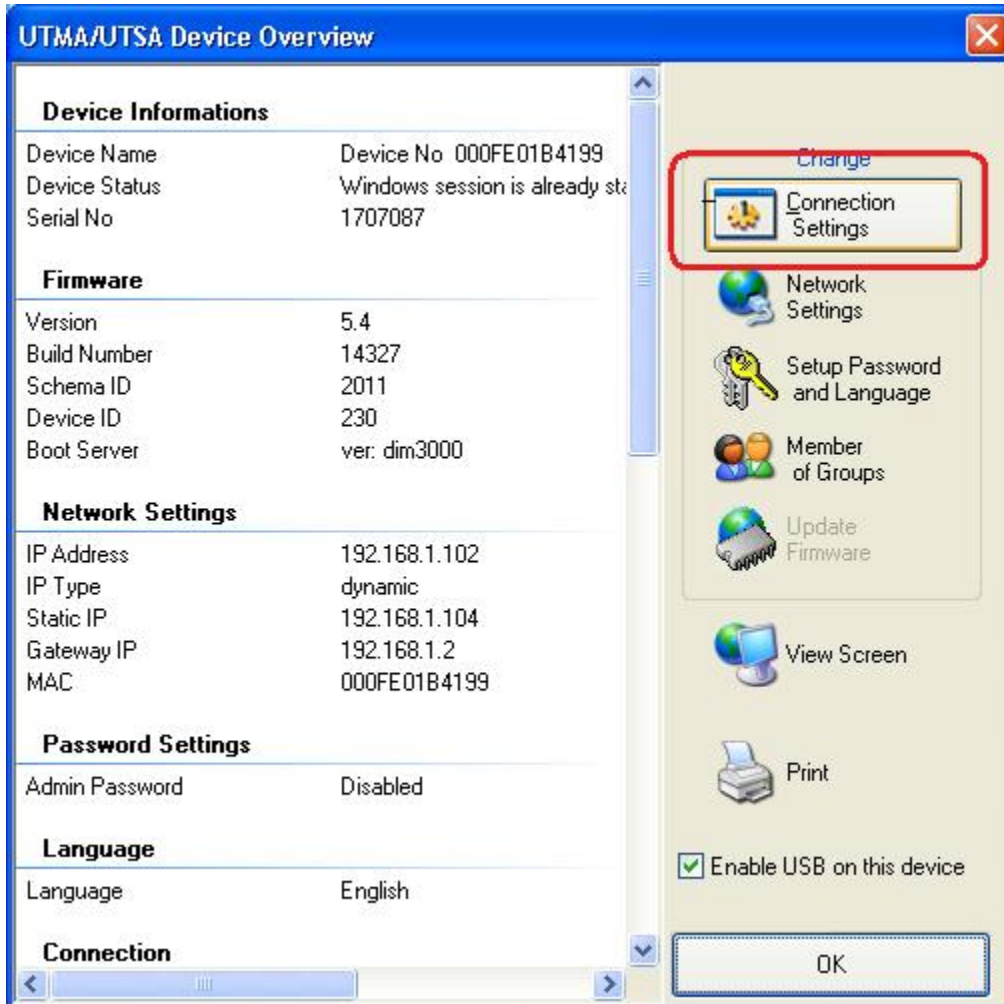 UTMA/UTSA Device Overview
Device Informations
Device Name Device No 000FE01B4199
Device Status Windows session is already sta
Serial No 1707087
Firmware
Version 5.4
Build Number 14327
Schema ID 2011
Device ID 230
Boot Server ver: dim3000
Network Settings
IP Address 192.168.1.102
IP Type dynamic
Static IP 192.168.1.104
Gateway IP 192.168.1.2
MAC 000FE01B4199
Password Settings
Admin Password Disabled
Language
Language English
Connection
Change
Connection
Settings
Network
Settings
Setup Password
and Language
Member
of Groups
Update
Firmware
View Screen
Print
Enable USB on this device
OK